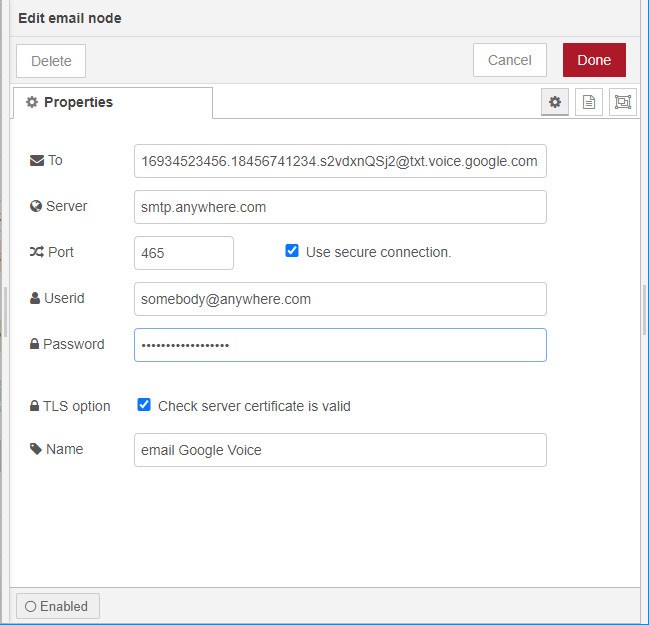 Edit email node
Delete
Cancel
Done
Properties
To
16934523456.18456741234.s2vdxnQSj2@txt.voice.google.com
Server
smtp.anywhere.com
Port
465
Use secure connection.
Userid
somebody@anywhere.com
Password
••••••••••••••••••
TLS option
Check server certificate is valid
Name
email Google Voice
Enabled